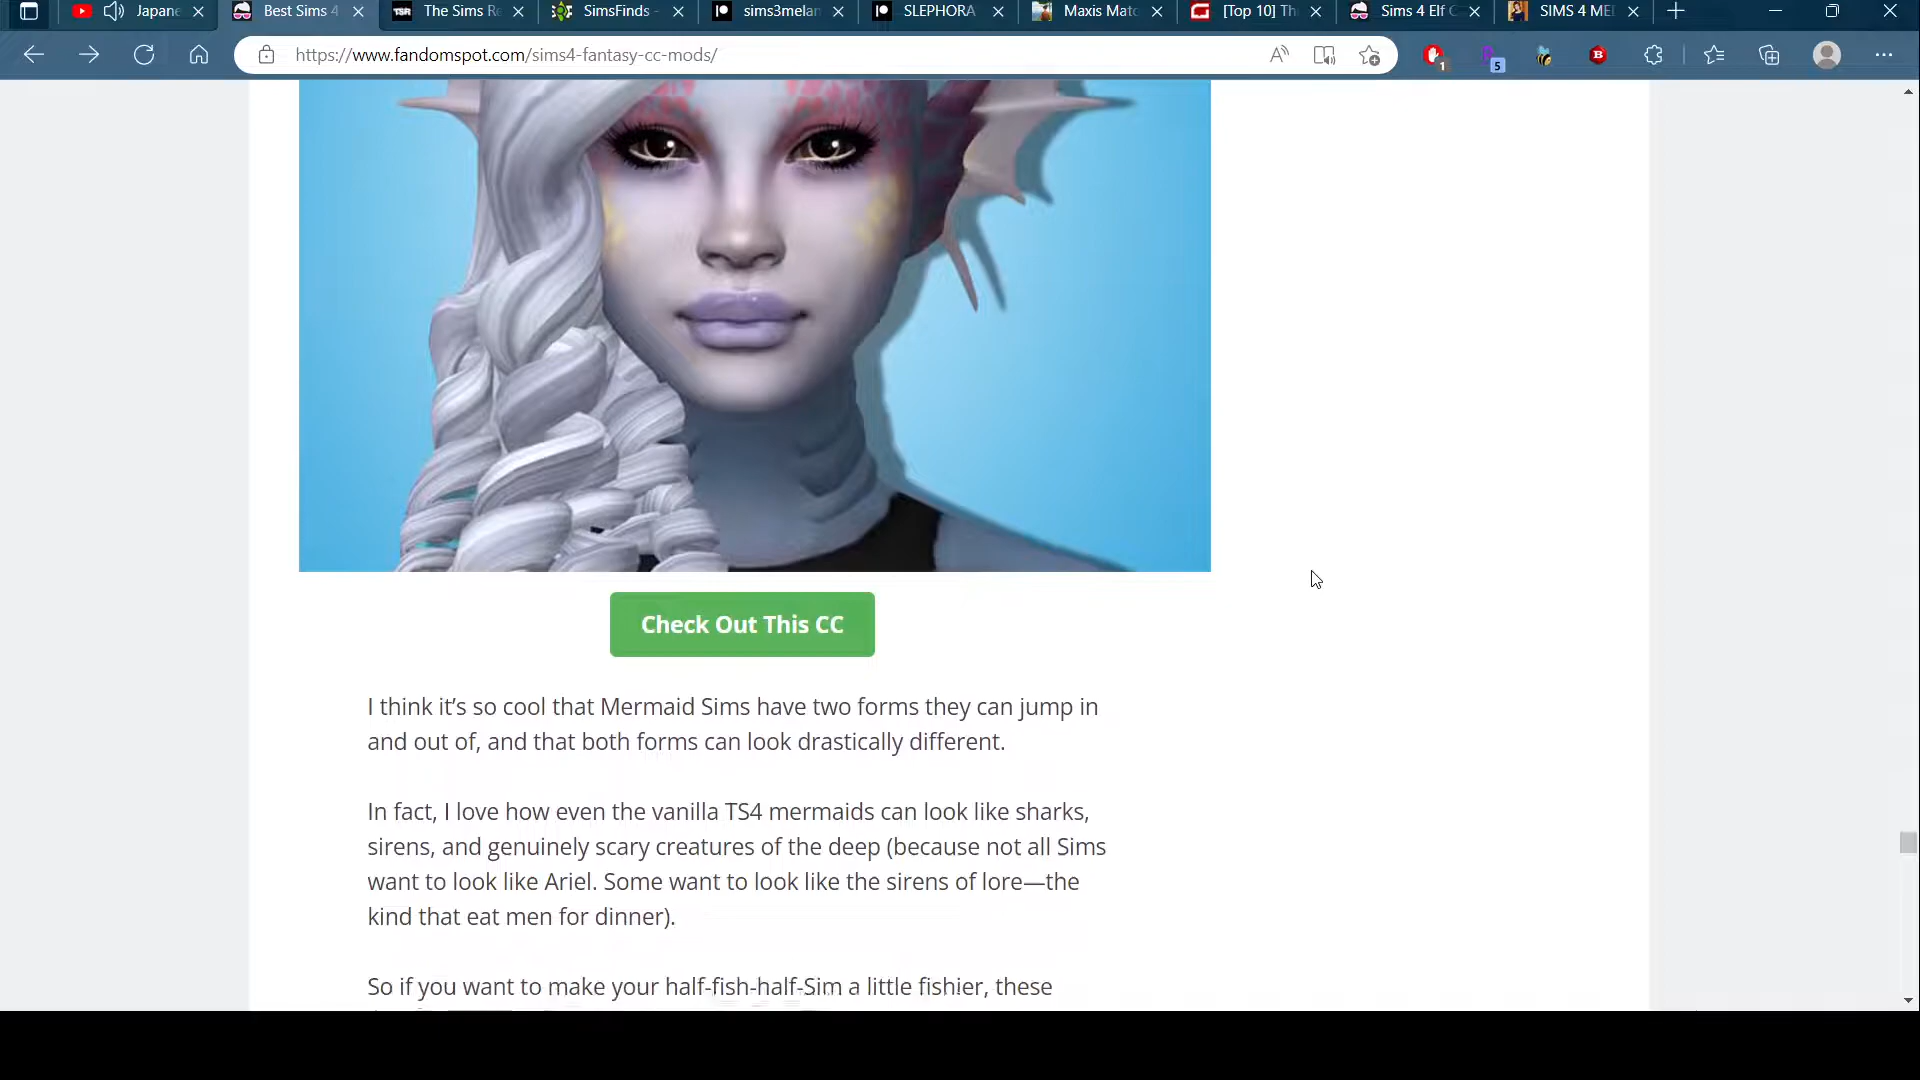 Japane
Best Sims 4
TSR
The Sims Re
SimsFinds -
sims3melan
SLEPHORA
Maxis Matc
[Top 10] Th
Sims 4 Elf C
SIMS 4 MED
https://www.fandomspot.com/sims4-fantasy-cc-mods/
1
5
B
Check Out This CC
I think it’s so cool that Mermaid Sims have two forms they can jump in
and out of, and that both forms can look drastically different.
In fact, I love how even the vanilla TS4 mermaids can look like sharks,
sirens, and genuinely scary creatures of the deep (because not all Sims
want to look like Ariel. Some want to look like the sirens of lore—the
kind that eat men for dinner).
So if you want to make your half-fish-half-Sim a little fishier, these